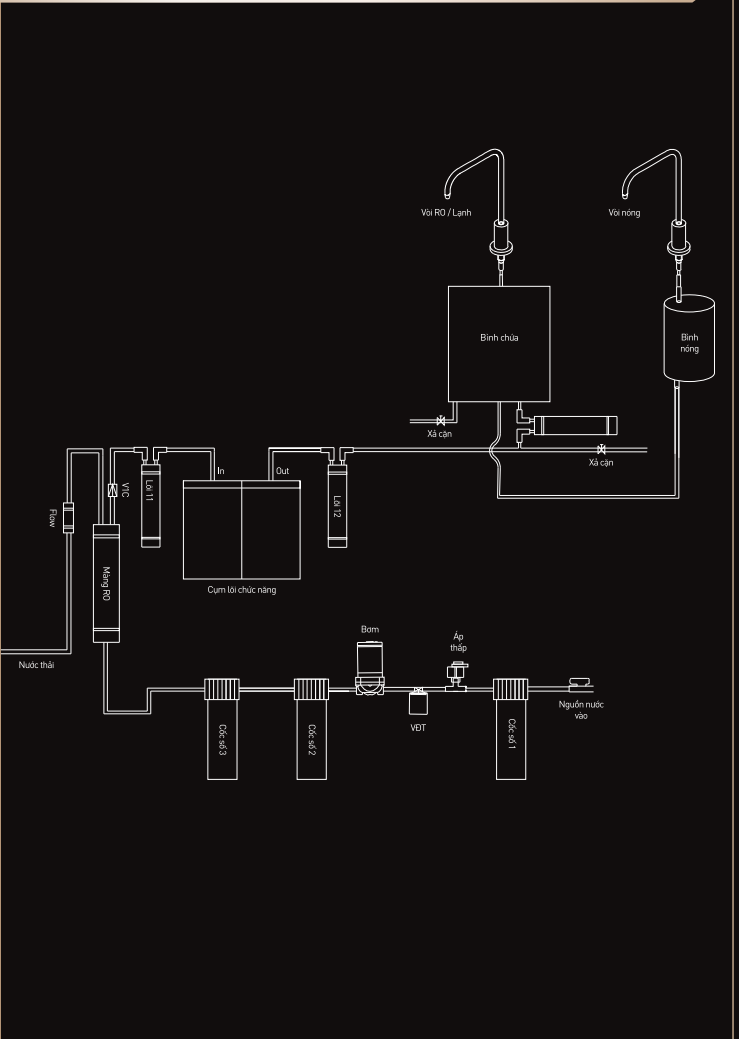 Vòi RO / Lạnh
Vòi nóng
Bình chứa
Bình
nóng
Xả cặn
Xả cặn
In
Out
V1C
Lõi 11
Lõi 12
Flow
Màng RO
Cụm lõi chức năng
Nước thải
Bơm
Áp
thấp
Nguồn nước
vào
VĐT
Cốc số 3
Cốc số 2
Cốc số 1